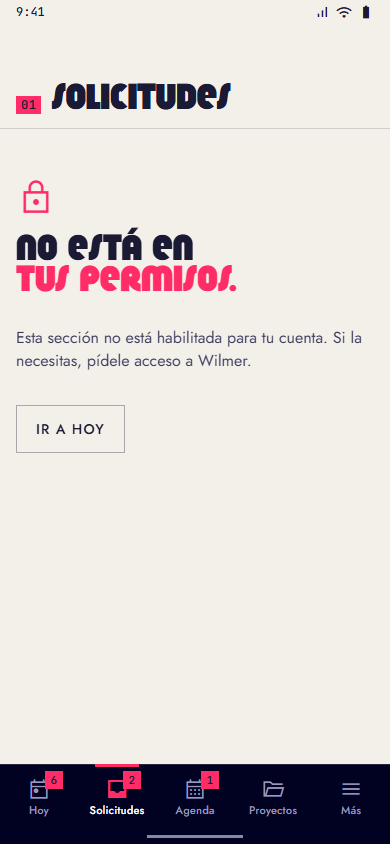 9:41
01 SOLICITUDES
NO ESTÁ EN
TUS PERMISOS.
Esta sección no está habilitada para tu cuenta. Si la
necesitas, pídele acceso a Wilmer.
IR A HOY
6 2 1
Hoy Solicitudes Agenda Proyectos Más